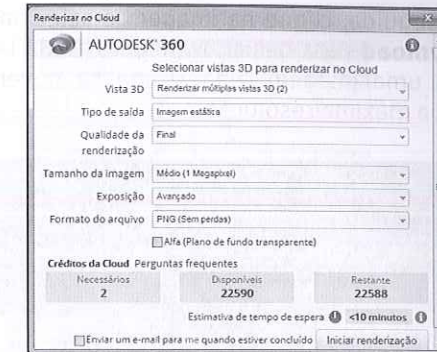 Renderizar no Cloud
AUTODESK® 360
Selecionar vistas 3D para renderizar no Cloud
Vista 3D Renderizar múltiplas vistas 3D (2)
Tipo de saída Imagem estática
Qualidade da renderização Final
Tamanho da imagem Médio (1 Megapixel)
Exposição Avançado
Formato do arquivo PNG (Sem perdas)
Alfa (Plano de fundo transparente)
Créditos da Cloud Perguntas frequentes
Necessários Disponíveis Restante
2 22590 22588
Estimativa de tempo de espera <10 minutos
Enviar um e-mail para me quando estiver concluído Iniciar renderização